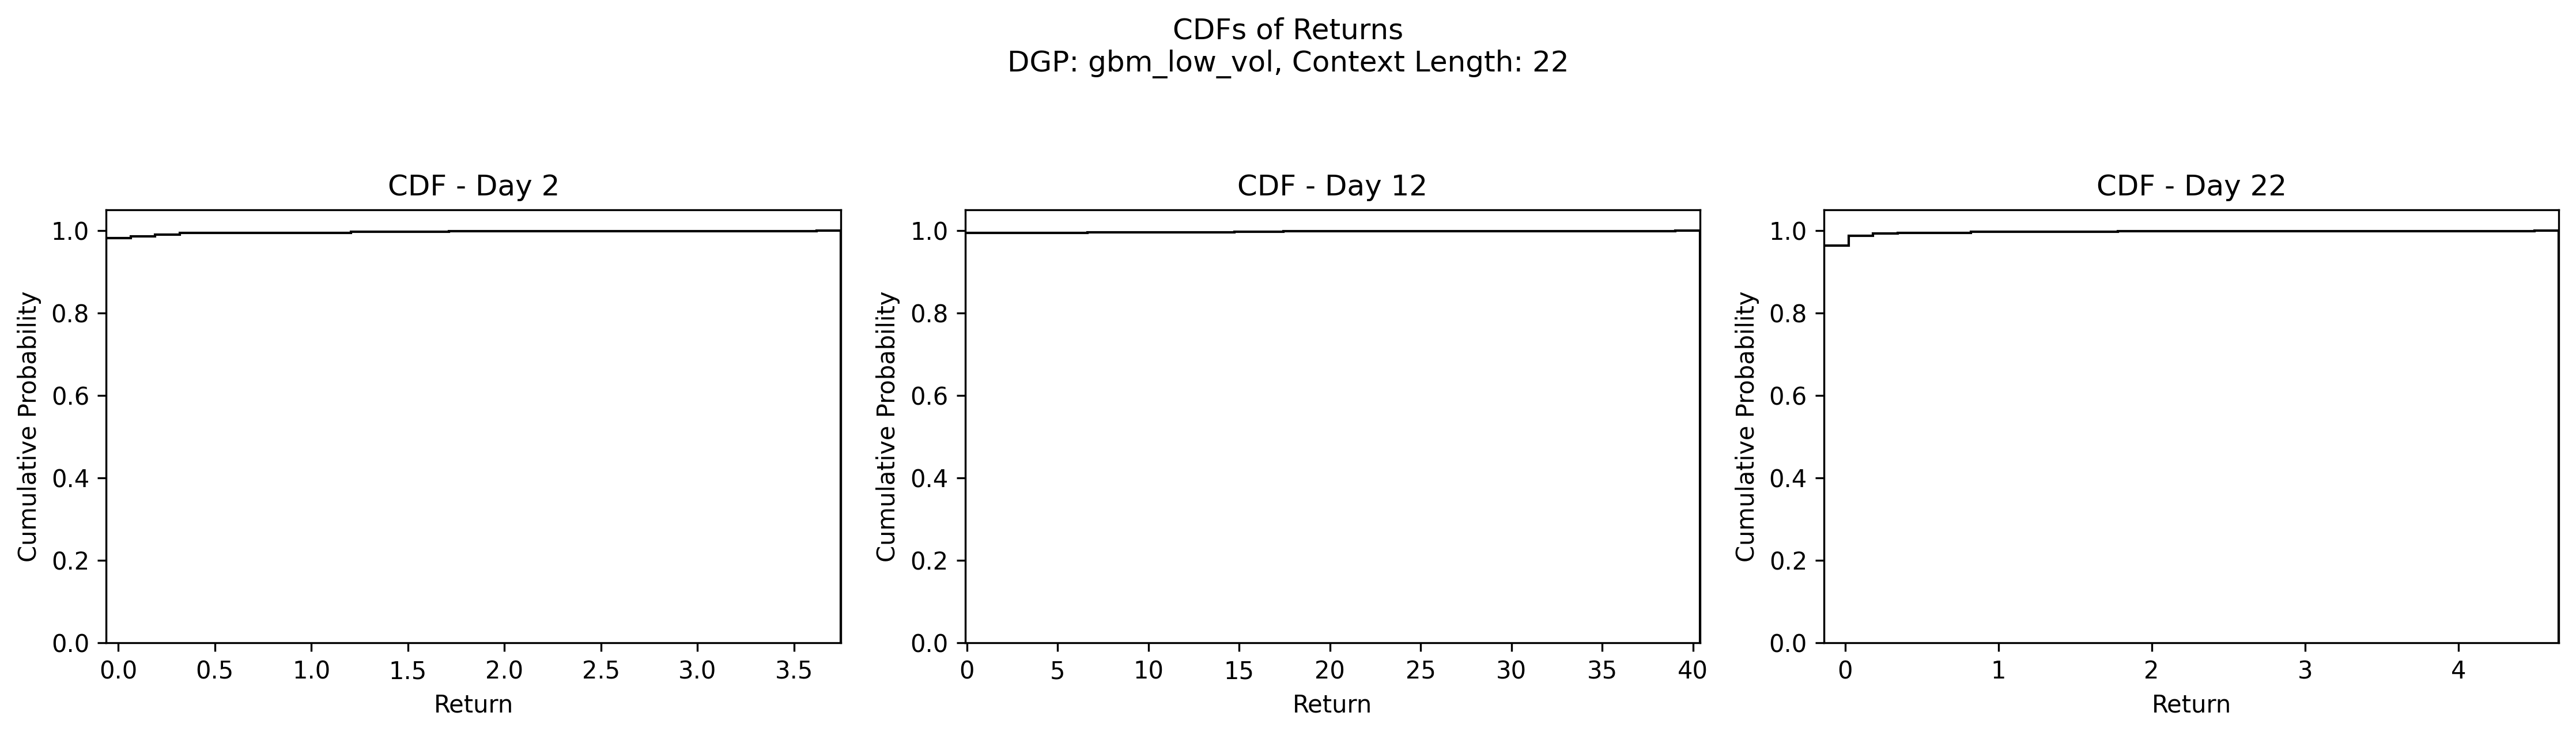 CDFs of Returns
DGP: gbm_low_vol, Context Length: 22
CDF - Day 2
1.0
0.8
0.6
0.4
0.2
0.0
Cumulative Probability
0.0 0.5 1.0 1.5 2.0 2.5 3.0 3.5
Return
CDF - Day 12
1.0
0.8
0.6
0.4
0.2
0.0
Cumulative Probability
0 5 10 15 20 25 30 35 40
Return
CDF - Day 22
1.0
0.8
0.6
0.4
0.2
0.0
Cumulative Probability
0 1 2 3 4
Return